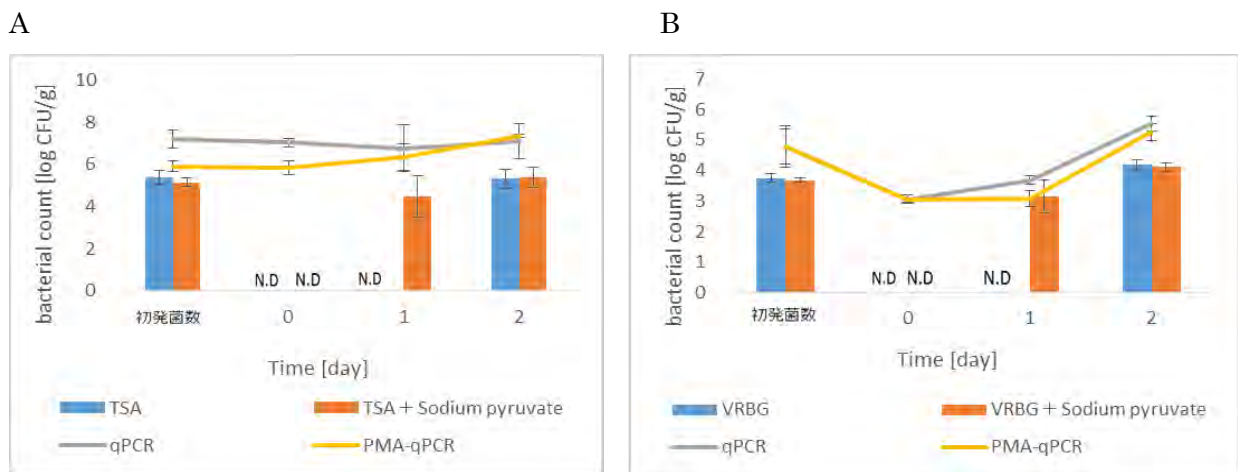 A
bacterial count [log CFU/g]
10
8
6
4
2
0
N.D N.D N.D
初発菌数 0 1 2
Time [day]
TSA TSA + Sodium pyruvate
qPCR PMA-qPCR
B
bacterial count [log CFU/g]
7
6
5
4
3
2
1
0
N.D N.D N.D
初発菌数 0 1 2
Time [day]
VRBG VRBG + Sodium pyruvate
qPCR PMA-qPCR